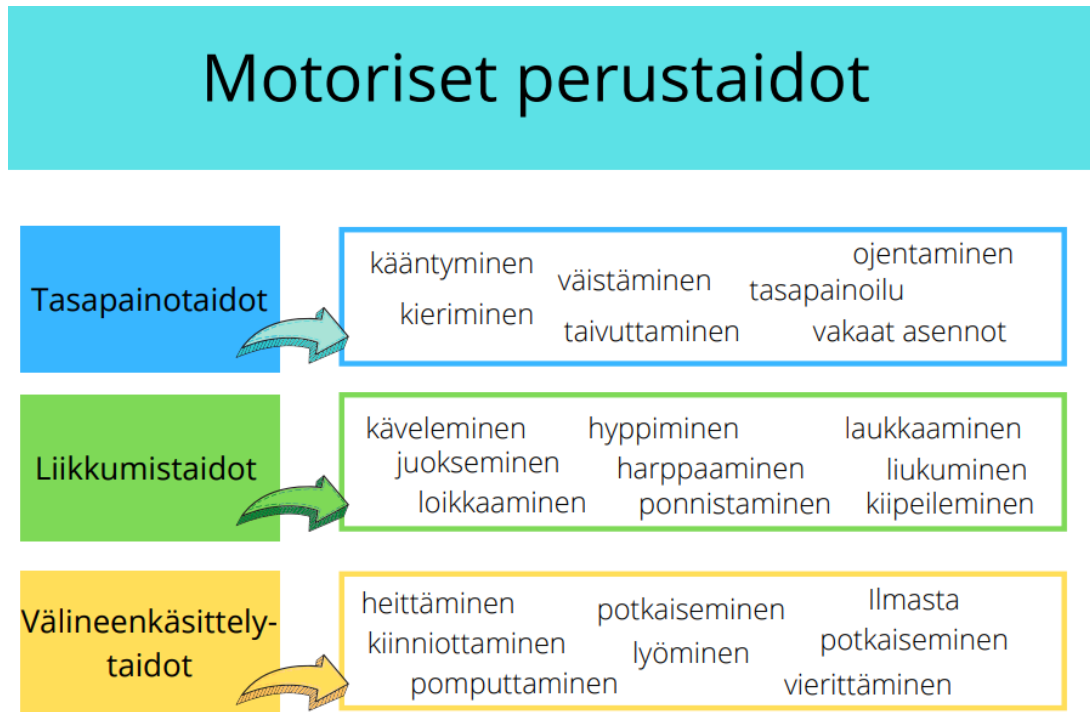 Motoriset perustaidot
Tasapainotaidot
kääntyminen
väistäminen
ojentaminen
tasapainoilu
kieriminen
taivuttaminen
vakaat asennot
Liikkumistaidot
käveleminen
hyppiminen
laukkaaminen
juokseminen
harppaaminen
liukuminen
loikkaaminen
ponnistaminen
kiipeileminen
Välineenkäsittely-
taidot
heittäminen
potkaiseminen
Ilmasta
potkaiseminen
kiinniottaminen
lyöminen
pomputtaminen
vierittäminen